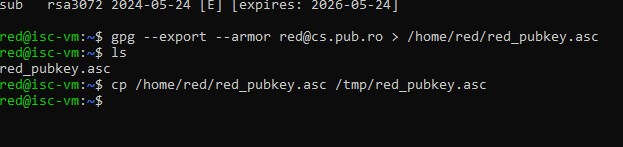 sub   rsa3072 2024-05-24 [E] [expires: 2026-05-24]
red@isc-vm:~$ gpg --export --armor red@cs.pub.ro > /home/red/red_pubkey.asc
red@isc-vm:~$ ls
red_pubkey.asc
red@isc-vm:~$ cp /home/red/red_pubkey.asc /tmp/red_pubkey.asc
red@isc-vm:~$